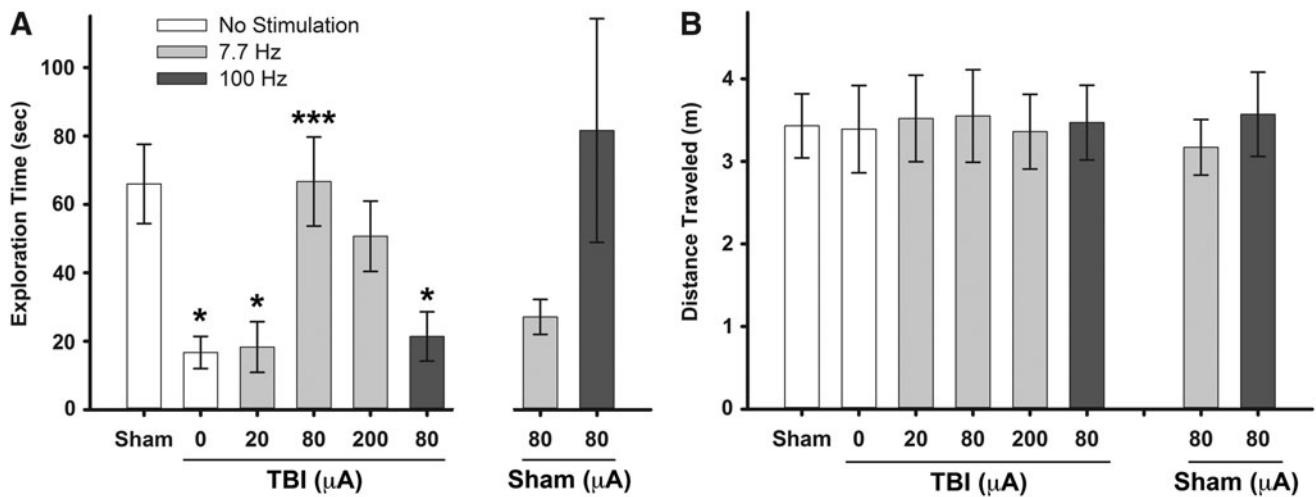 A
No Stimulation
7.7 Hz
100 Hz
Exploration Time (sec)
100
80
60
40
20
0
*
*
***
*
Sham 0 20 80 200 80 80 80
TBI (μA) Sham (μA)
B
Distance Traveled (m)
4
3
2
1
0
Sham 0 20 80 200 80 80 80
TBI (μA) Sham (μA)